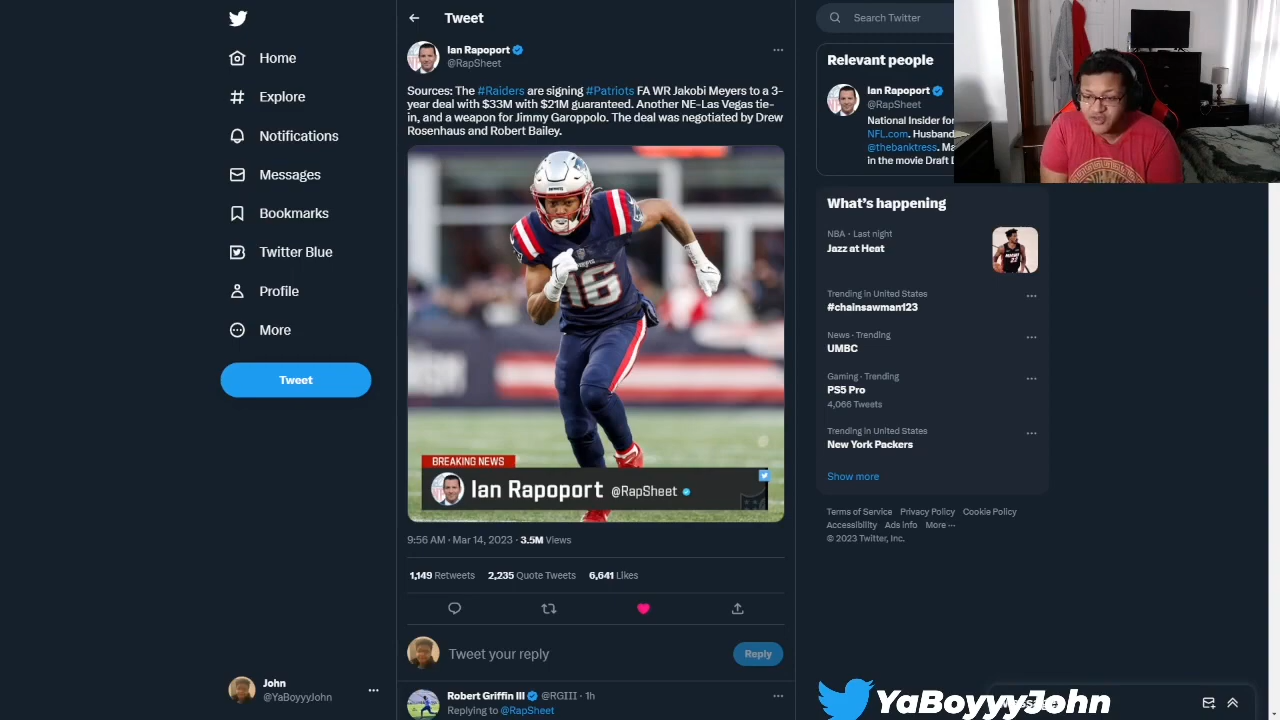 Home
Explore
Notifications
Messages
Bookmarks
Twitter Blue
Profile
More
Tweet
John
@YaBoyyyJohn
Tweet
Ian Rapoport
@RapSheet
Sources: The #Raiders are signing #Patriots FA WR Jakobi Meyers to a 3-
year deal with $33M with $21M guaranteed. Another NE-Las Vegas tie-
in, and a weapon for Jimmy Garoppolo. The deal was negotiated by Drew
Rosenhaus and Robert Bailey.
PATRIOTS
16
BREAKING NEWS
Ian Rapoport @RapSheet
9:56 AM · Mar 14, 2023 · 3.5M Views
1,149 Retweets 2,235 Quote Tweets 6,641 Likes
Tweet your reply
Reply
Robert Griffin III @RGIII · 1h
Replying to @RapSheet
Search Twitter
Relevant people
Ian Rapoport
@RapSheet
National Insider for
NFL.com. Husband
@thebanktress.
in the movie Draft
What's happening
NBA · Last night
Jazz at Heat
Trending in United States
#chainsawman123
News · Trending
UMBC
Gaming · Trending
PS5 Pro
4,066 Tweets
Trending in United States
New York Packers
Show more
Terms of Service Privacy Policy Cookie Policy
Accessibility Ads info More ···
© 2023 Twitter, Inc.
YaBoyyyJohn